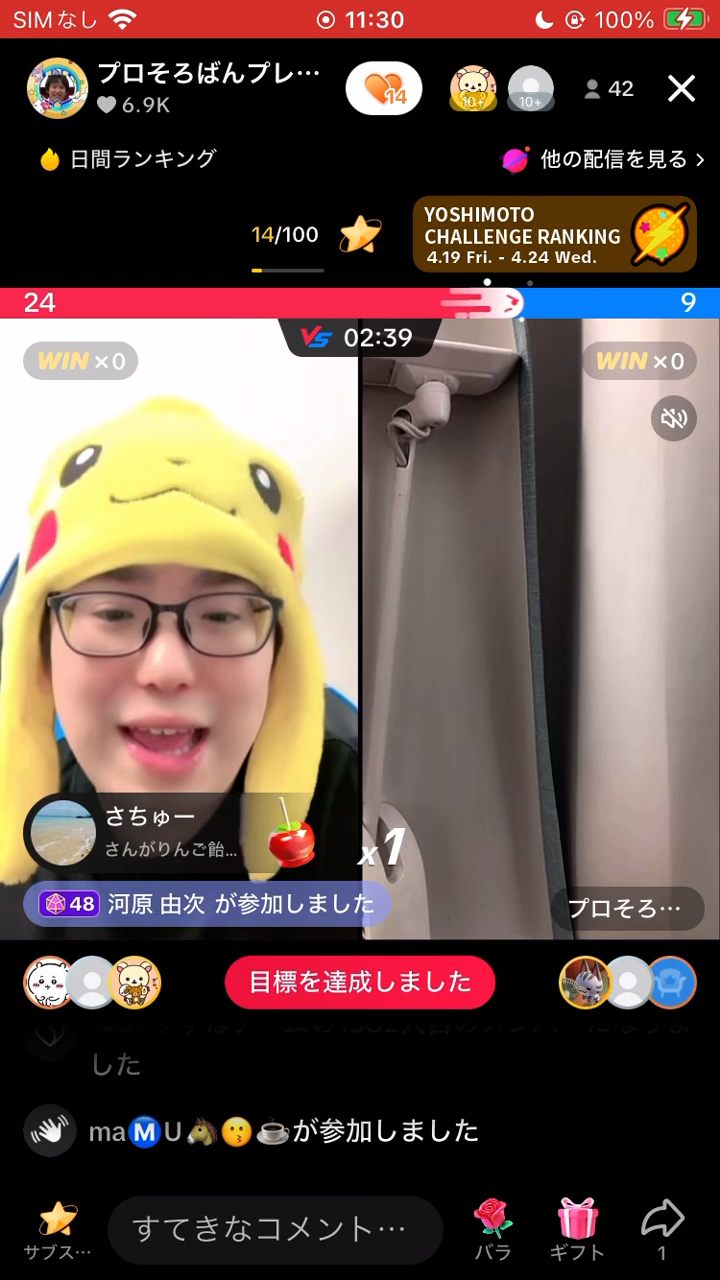 SIMなし 11:30 100%
プロそろばんプレ…
14
6.9K
10+ 10+
42
日間ランキング
他の配信を見る
14/100
YOSHIMOTO
CHALLENGE RANKING
4.19 Fri. - 4.24 Wed.
24
9
VS 02:39
WIN ×0
WIN ×0
さちゅー
さんがりんご飴…
x1
48 河原 由次 が参加しました
プロそろ…
目標を達成しました
した
maⓂ️U🐴😗☕が参加しました
サブス…
すてきなコメント…
バラ
ギフト
1